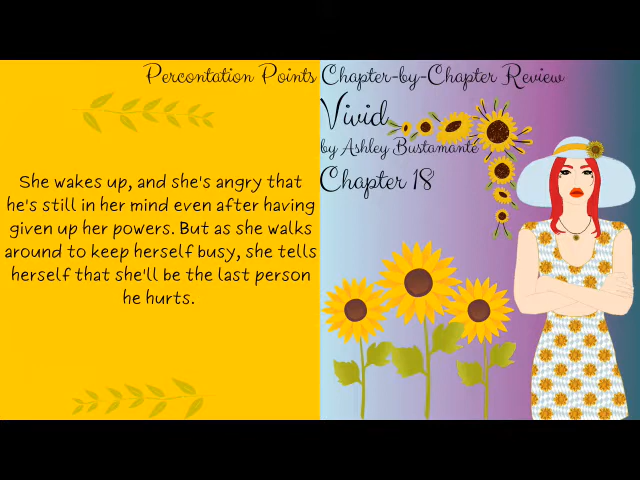 Percontation Points Chapter-by-Chapter Review
Vivid
by Ashley Bustamante
Chapter 18
She wakes up, and she's angry that
he's still in her mind even after having
given up her powers. But as she walks
around to keep herself busy, she tells
herself that she'll be the last person
he hurts.